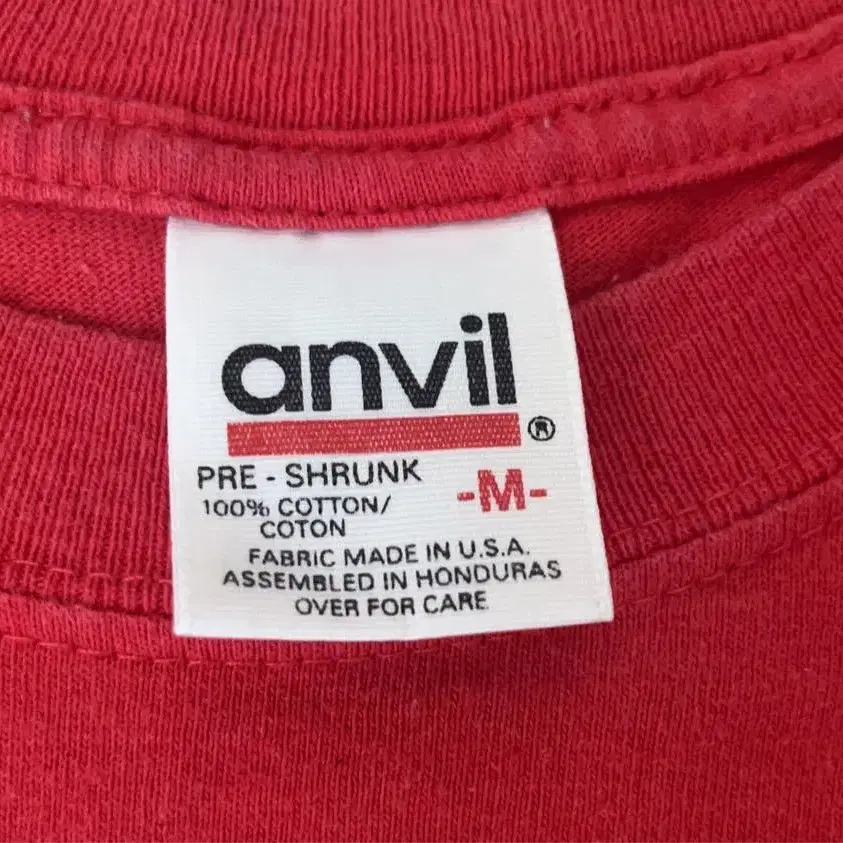 anvil
®
PRE - SHRUNK
-M-
100% COTTON/
COTON
FABRIC MADE IN U.S.A.
ASSEMBLED IN HONDURAS
OVER FOR CARE